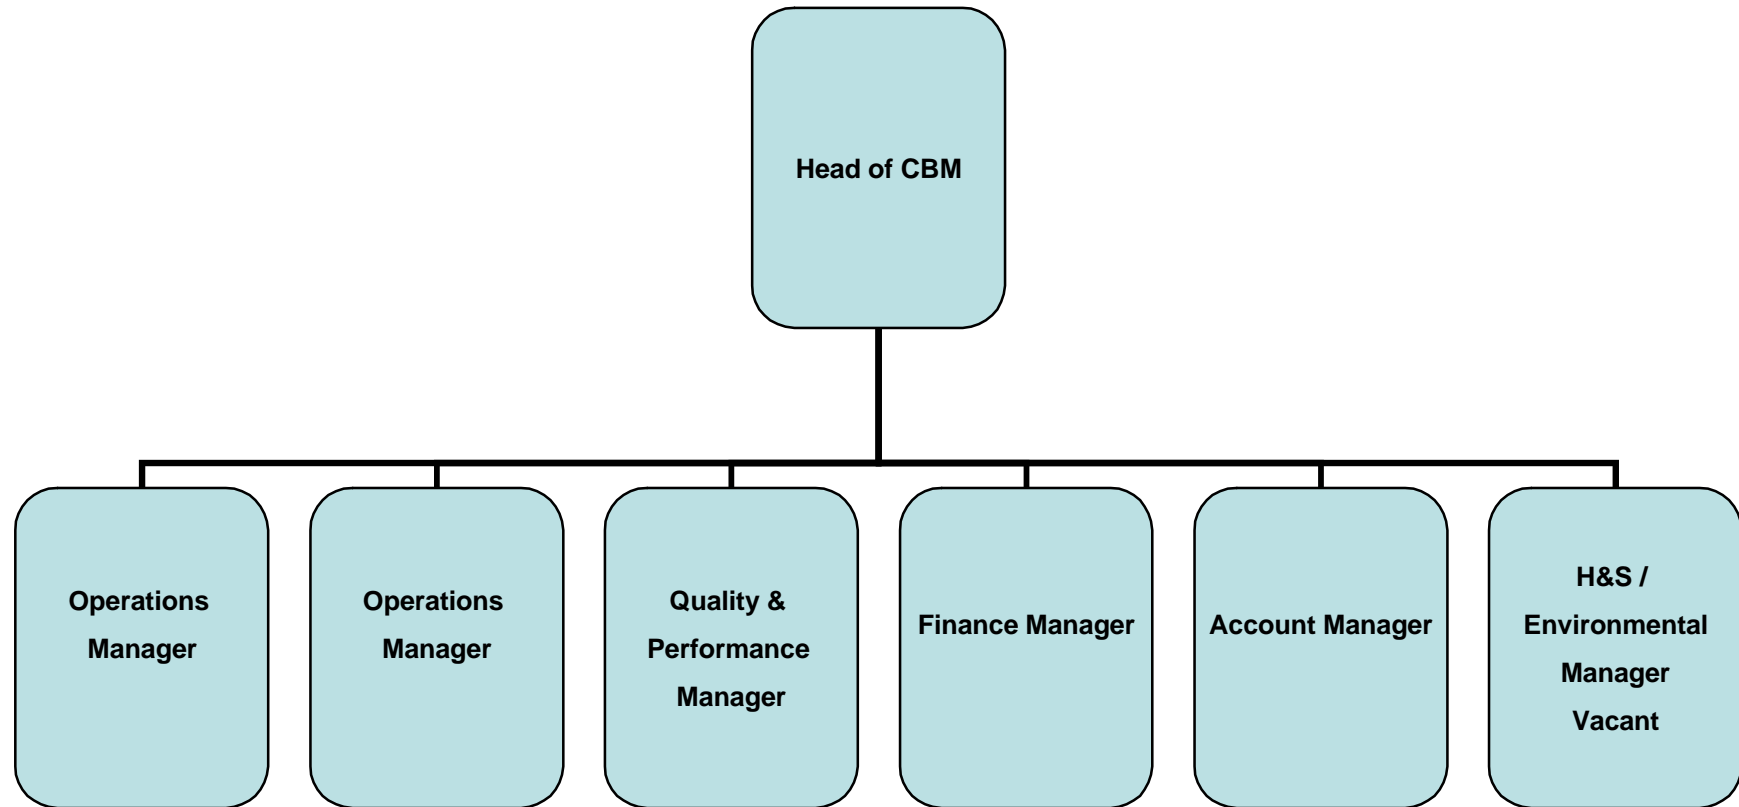 Head of CBM
Operations
Manager
Operations
Manager
Quality &
Performance
Manager
Finance Manager
Account Manager
H&S /
Environmental
Manager
Vacant